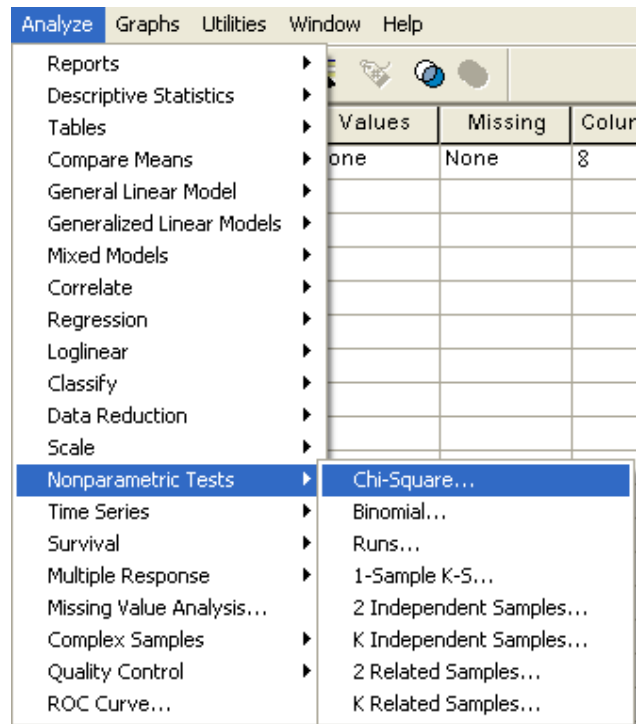 Analyze Graphs Utilities Window Help
Reports
Descriptive Statistics
Tables
Values Missing Colur
Compare Means
one None 8
General Linear Model
Generalized Linear Models
Mixed Models
Correlate
Regression
Loglinear
Classify
Data Reduction
Scale
Nonparametric Tests
Time Series
Survival
Multiple Response
Missing Value Analysis...
Complex Samples
Quality Control
ROC Curve...
Chi-Square...
Binomial...
Runs...
1-Sample K-S...
2 Independent Samples...
K Independent Samples...
2 Related Samples...
K Related Samples...